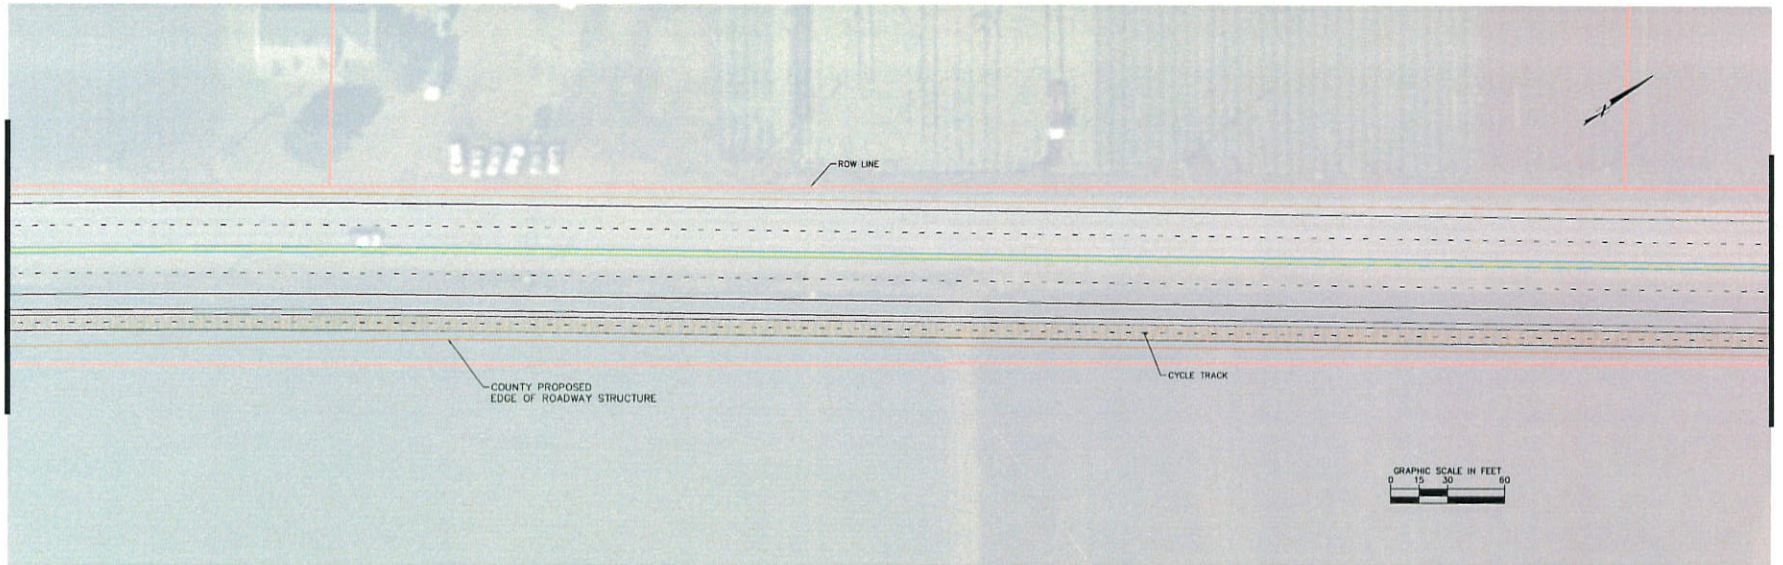 ROW LINE
COUNTY PROPOSED
EDGE OF ROADWAY STRUCTURE
CYCLE TRACK
GRAPHIC SCALE IN FEET
0 15 30 60